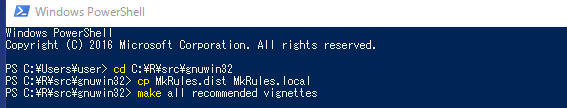 Windows PowerShell
Windows PowerShell
Copyright (C) 2016 Microsoft Corporation. All rights reserved.
PS C:¥Users¥user> cd C:¥R¥src¥gnuwin32
PS C:¥R¥src¥gnuwin32> cp MkRules.dist MkRules.local
PS C:¥R¥src¥gnuwin32> make all recommended vignettes